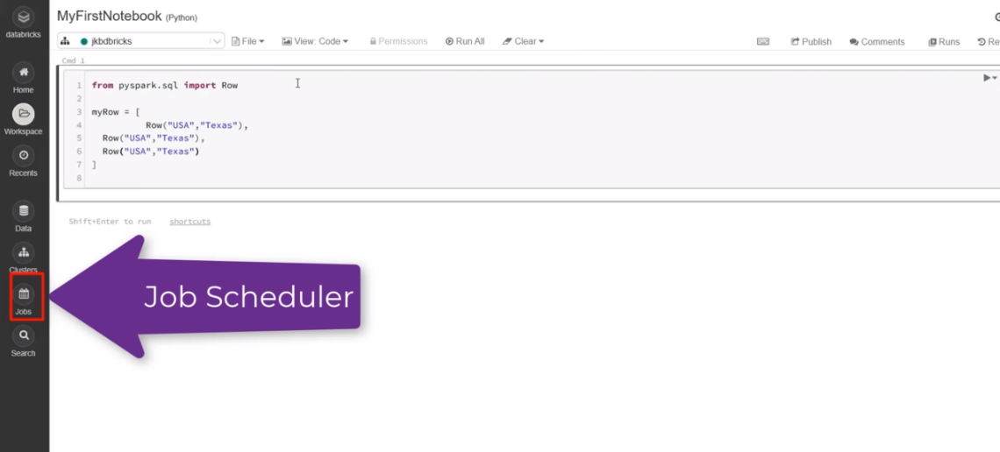 MyFirstNotebook (Python)
databricks
jkbdbricks File View: Code Permissions Run All Clear Publish Comments Runs Re
Cmd 1
Home
Workspace
Recents
Data
Clusters
Jobs
Search
1 from pyspark.sql import Row
2
3 myRow = [
4 Row("USA","Texas"),
5 Row("USA","Texas"),
6 Row("USA","Texas")
7 ]
8
Shift+Enter to run shortcuts
Job Scheduler